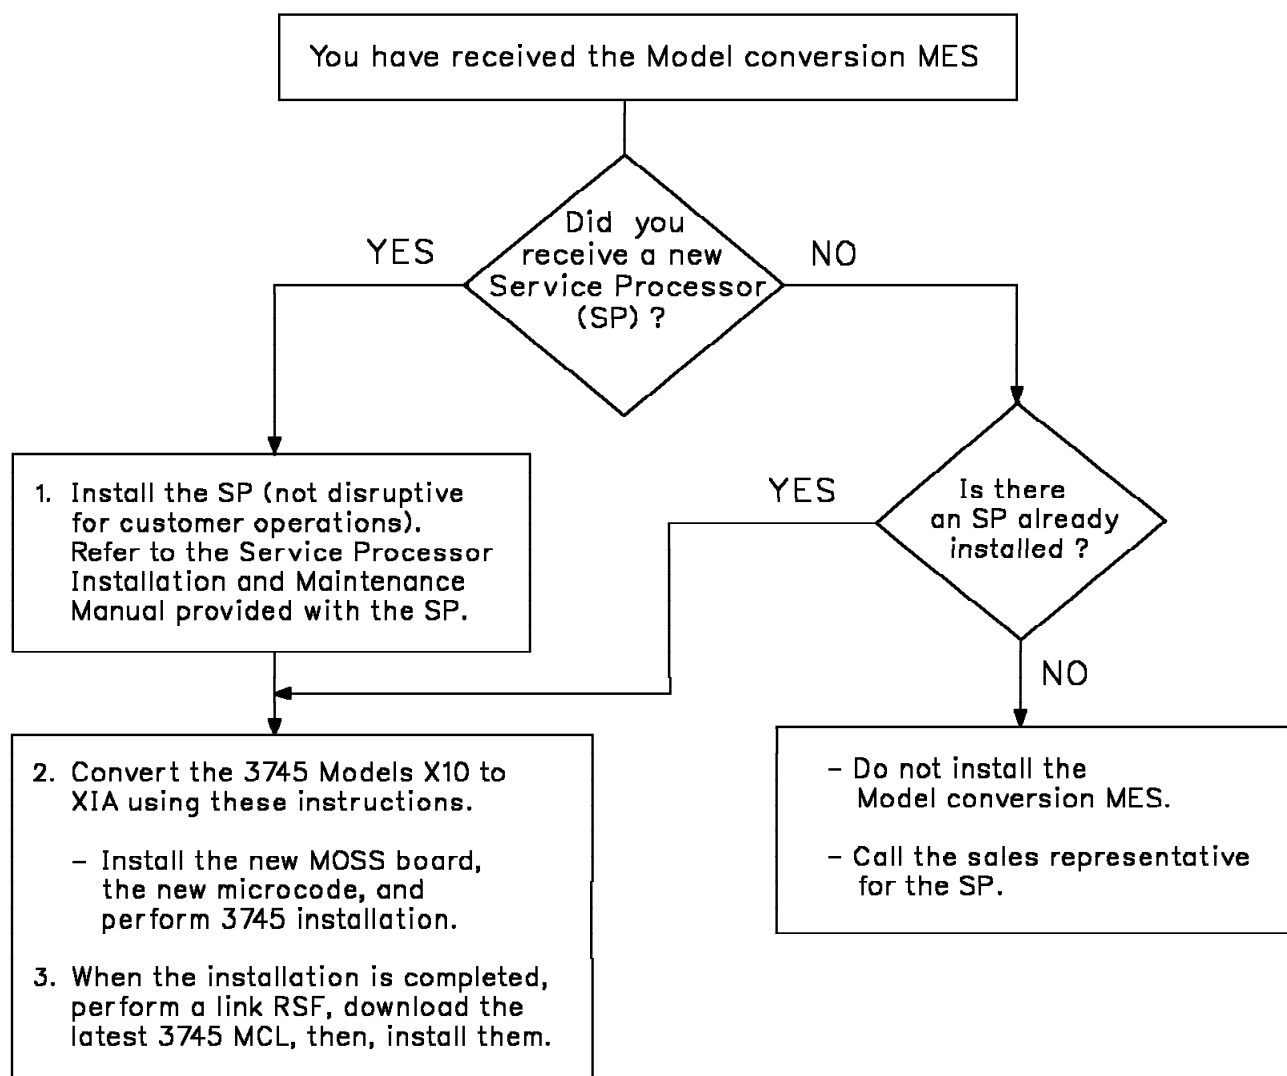 You have received the Model conversion MES
Did you
receive a new
Service Processor
(SP) ?
YES
NO
1. Install the SP (not disruptive
for customer operations).
Refer to the Service Processor
Installation and Maintenance
Manual provided with the SP.
YES
Is there
an SP already
installed ?
NO
2. Convert the 3745 Models X10 to
XIA using these instructions.
– Install the new MOSS board,
the new microcode, and
perform 3745 installation.
3. When the installation is completed,
perform a link RSF, download the
latest 3745 MCL, then, install them.
– Do not install the
Model conversion MES.
– Call the sales representative
for the SP.